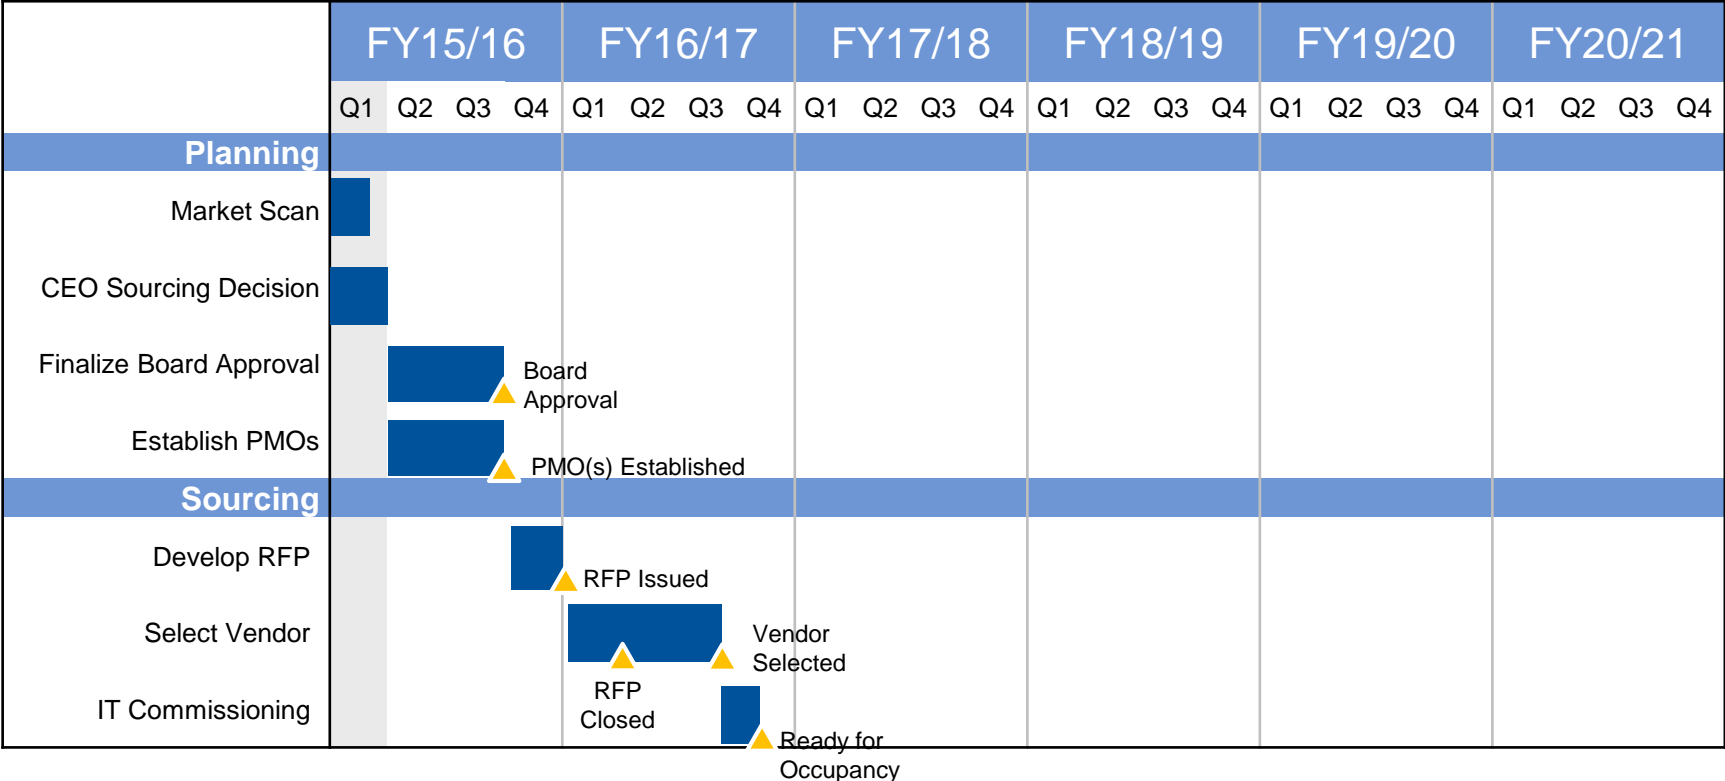 FY15/16 FY16/17 FY17/18 FY18/19 FY19/20 FY20/21
Q1 Q2 Q3 Q4 Q1 Q2 Q3 Q4 Q1 Q2 Q3 Q4 Q1 Q2 Q3 Q4 Q1 Q2 Q3 Q4 Q1 Q2 Q3 Q4
Planning
Market Scan
CEO Sourcing Decision
Finalize Board Approval
Board
Approval
Establish PMOs
PMO(s) Established
Sourcing
Develop RFP
RFP Issued
Select Vendor
Vendor
Selected
RFP
Closed
IT Commissioning
Ready for
Occupancy